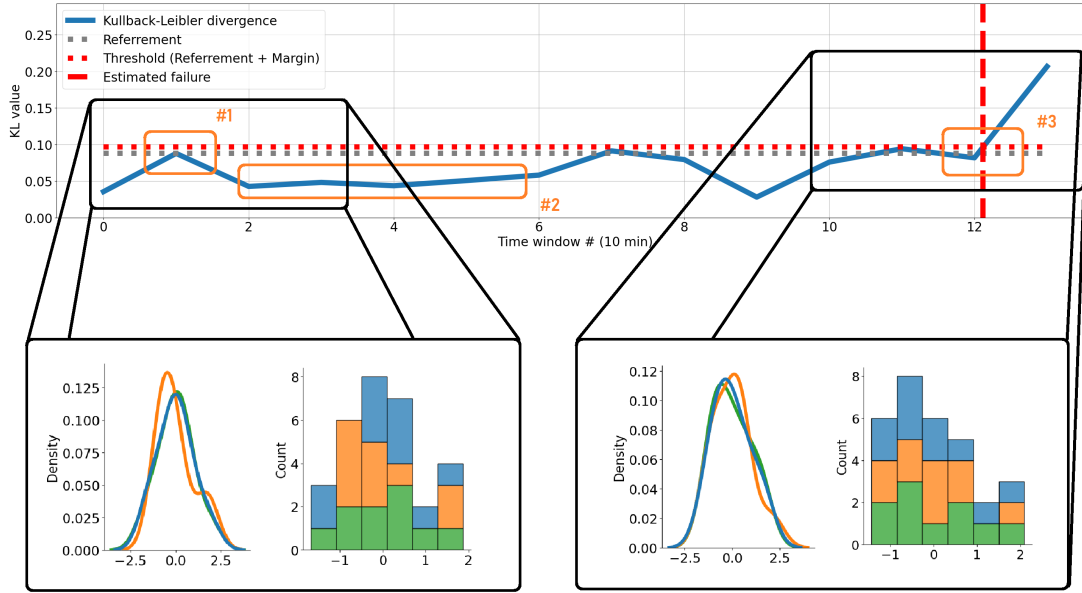 Kullback-Leibler divergence
Referrement
Threshold (Referrement + Margin)
Estimated failure
KL value
0.25
0.20
0.15
0.10
0.05
0.00
#1
#2
#3
0 2 4 6 8 10 12
Time window # (10 min)
Density
0.125
0.100
0.075
0.050
0.025
0.000
−2.5 0.0 2.5
Count
8
6
4
2
0
−1 0 1 2
Density
0.12
0.10
0.08
0.06
0.04
0.02
0.00
−2.5 0.0 2.5
Count
8
6
4
2
0
−1 0 1 2